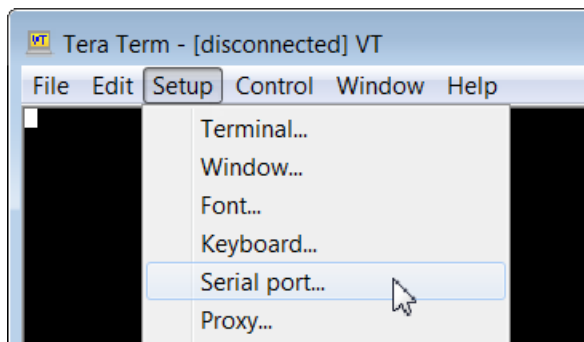 Tera Term - [disconnected] VT
File Edit Setup Control Window Help
Terminal...
Window...
Font...
Keyboard...
Serial port...
Proxy...